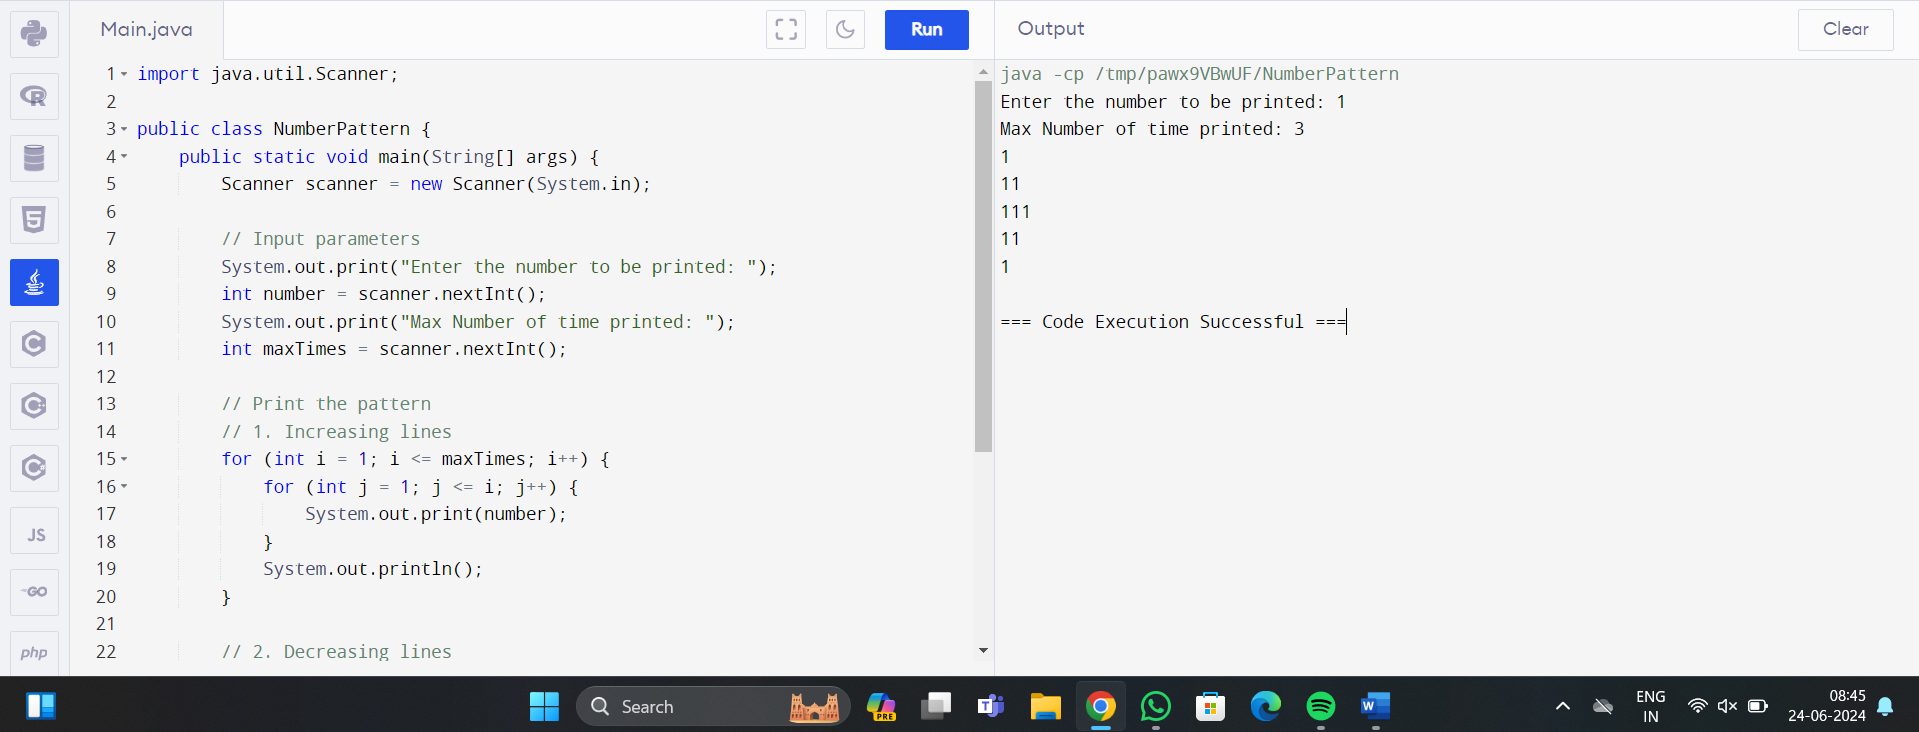 Main.java
Run
1 import java.util.Scanner;
2
3 public class NumberPattern {
4     public static void main(String[] args) {
5         Scanner scanner = new Scanner(System.in);
6
7         // Input parameters
8         System.out.print("Enter the number to be printed: ");
9         int number = scanner.nextInt();
10         System.out.print("Max Number of time printed: ");
11         int maxTimes = scanner.nextInt();
12
13         // Print the pattern
14         // 1. Increasing lines
15         for (int i = 1; i <= maxTimes; i++) {
16             for (int j = 1; j <= i; j++) {
17                 System.out.print(number);
18             }
19             System.out.println();
20         }
21
22         // 2. Decreasing lines
Output
Clear
java -cp /tmp/pawx9VBwUF/NumberPattern
Enter the number to be printed: 1
Max Number of time printed: 3
1
11
111
11
1
=== Code Execution Successful ===
R
5
C
C
C
JS
GO
php
Search
PRE
T
W
ENG
IN
08:45
24-06-2024